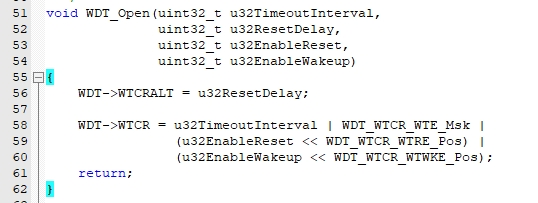 51 void WDT_Open(uint32_t u32TimeoutInterval,
52               uint32_t u32ResetDelay,
53               uint32_t u32EnableReset,
54               uint32_t u32EnableWakeup)
55 {
56     WDT->WTCRALT = u32ResetDelay;
57
58     WDT->WTCR = u32TimeoutInterval | WDT_WTCR_WTE_Msk |
59                 (u32EnableReset << WDT_WTCR_WTRE_Pos) |
60                 (u32EnableWakeup << WDT_WTCR_WTWKE_Pos);
61     return;
62 }